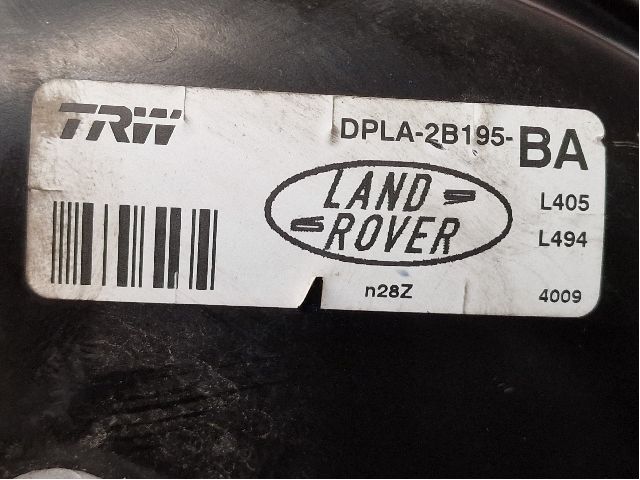 TRW
DPLA-2B195-BA
LAND ROVER
L405
L494
n28Z
4009